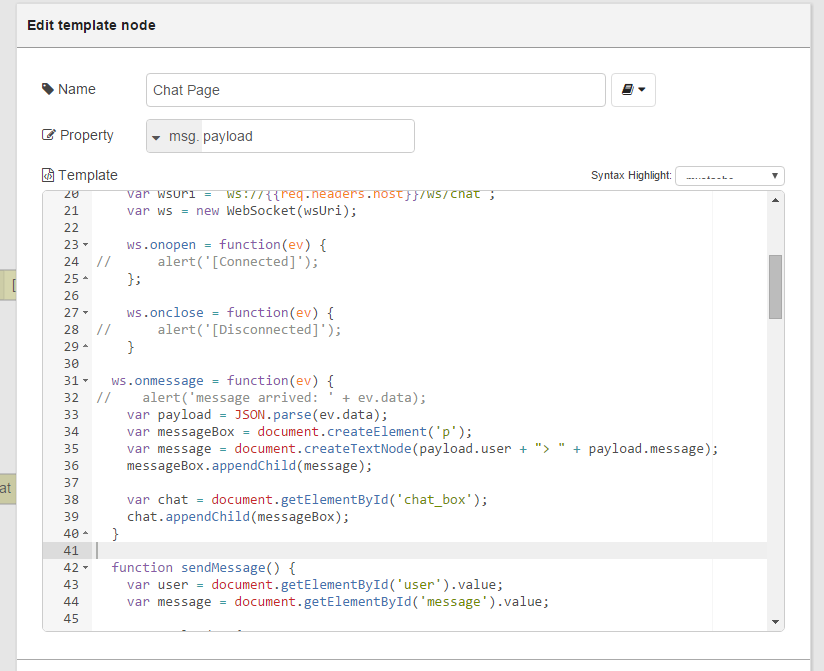 Edit template node
Name
Chat Page
Property
msg. payload
Template
Syntax Highlight:
20 var wsUri = "ws://{{req.headers.host}}/ws/chat";
21 var ws = new WebSocket(wsUri);
22
23 ws.onopen = function(ev) {
24 // alert('[Connected]');
25 };
26
27 ws.onclose = function(ev) {
28 // alert('[Disconnected]');
29 }
30
31 ws.onmessage = function(ev) {
32 // alert('message arrived: ' + ev.data);
33 var payload = JSON.parse(ev.data);
34 var messageBox = document.createElement('p');
35 var message = document.createTextNode(payload.user + "> " + payload.message);
36 messageBox.appendChild(message);
37
38 var chat = document.getElementById('chat_box');
39 chat.appendChild(messageBox);
40 }
41
42 function sendMessage() {
43 var user = document.getElementById('user').value;
44 var message = document.getElementById('message').value;
45
[
at